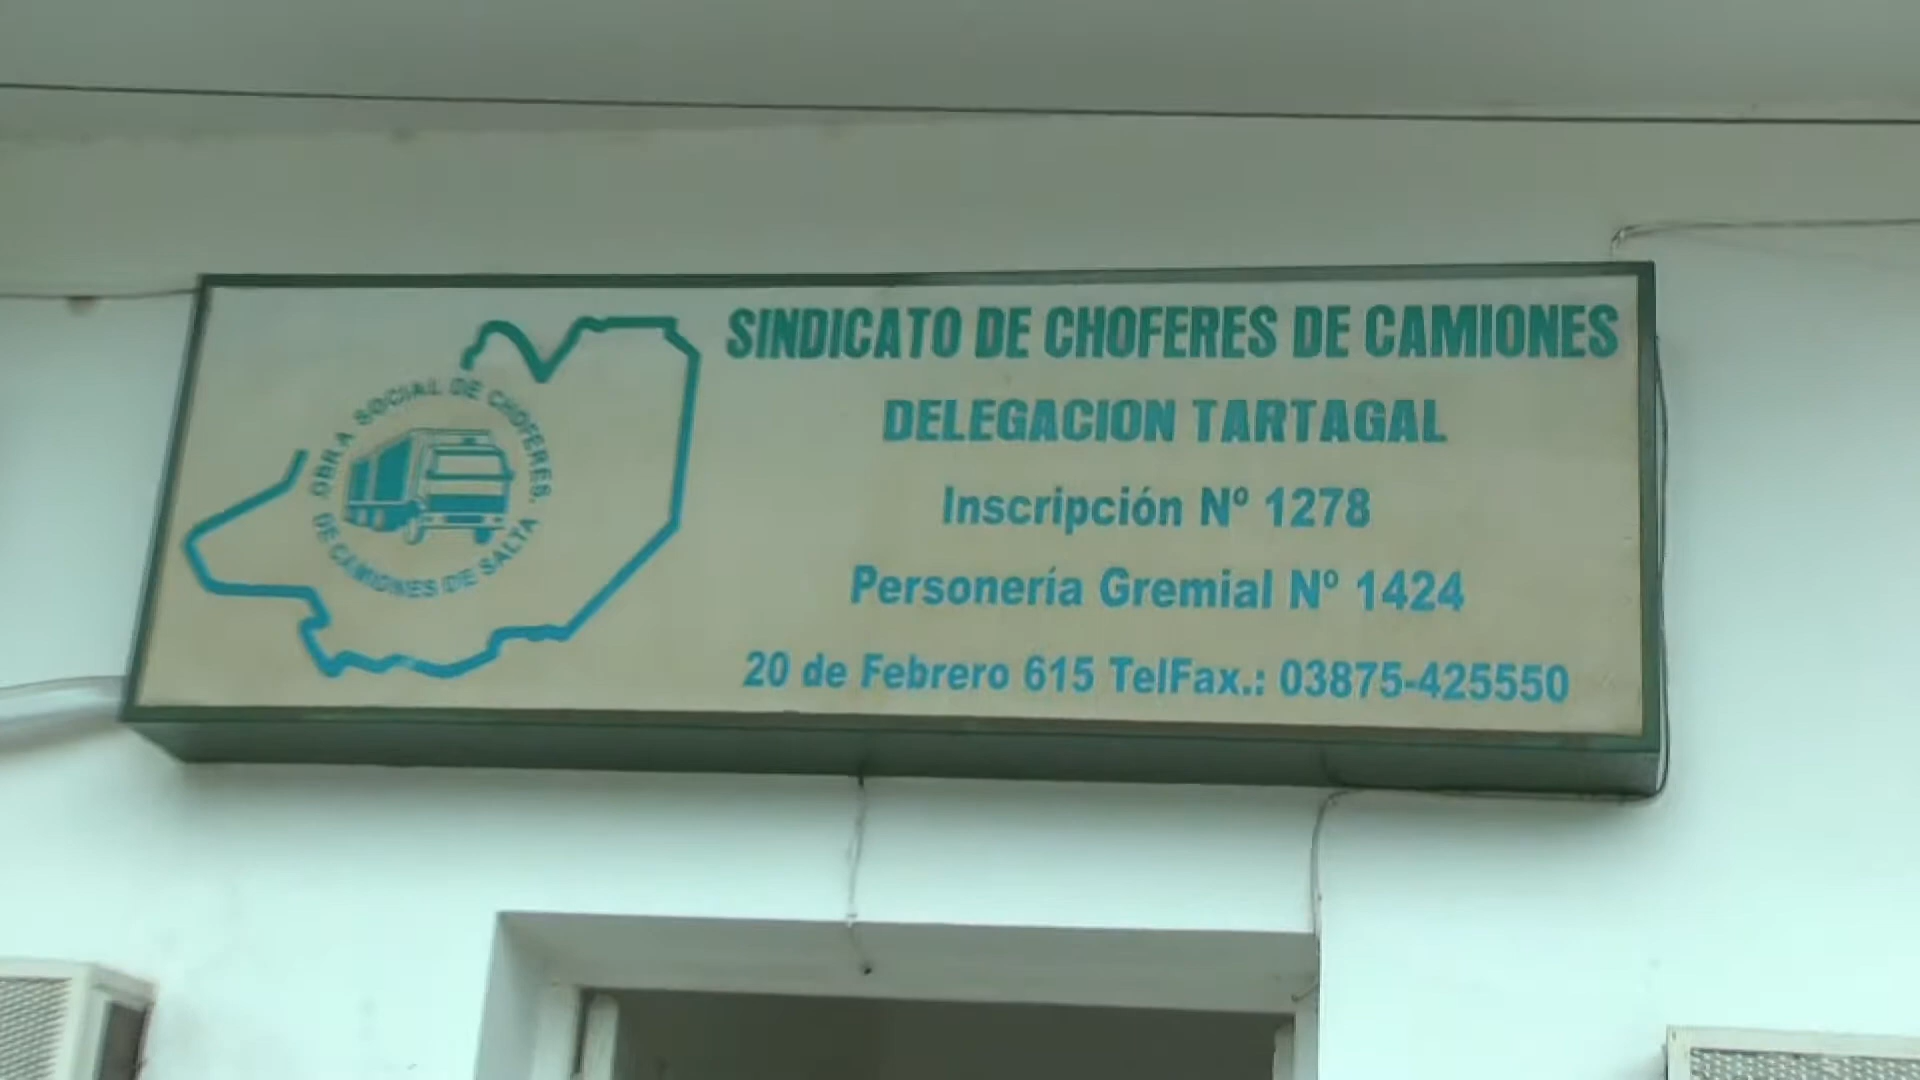 SINDICATO DE CHOFERES DE CAMIONES
DELEGACION TARTAGAL
Inscripción Nº 1278
Personería Gremial Nº 1424
20 de Febrero 615 TelFax.: 03875-425550
OBRA SOCIAL DE CHOFERES
DE CAMIONES DE SALTA